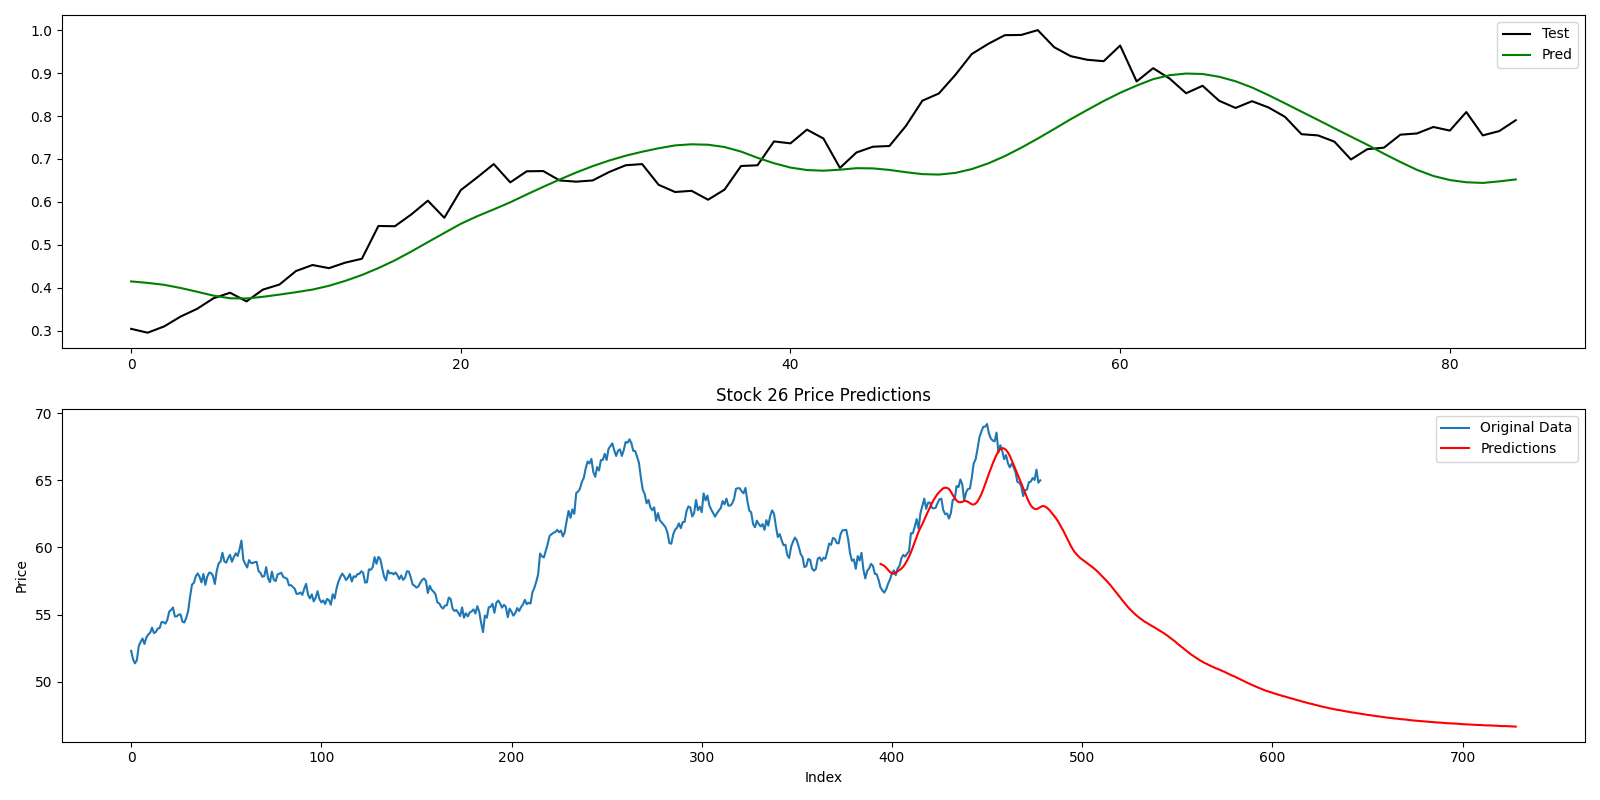 1.0
0.9
0.8
0.7
0.6
0.5
0.4
0.3
Test
Pred
0 20 40 60 80
Stock 26 Price Predictions
70
65
60
55
50
Price
Original Data
Predictions
0 100 200 300 400 500 600 700
Index